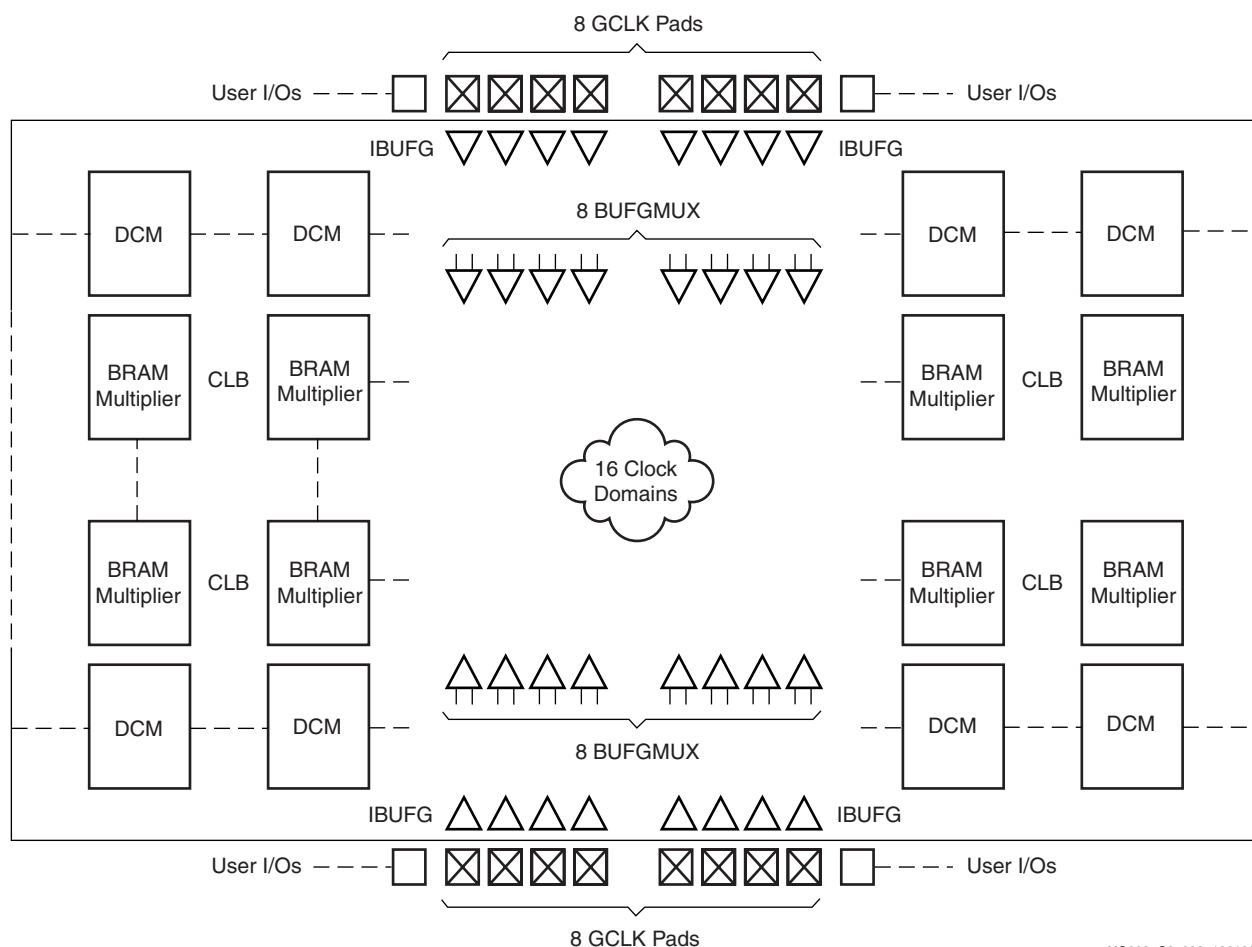 8 GCLK Pads
User I/Os
User I/Os
IBUFG
IBUFG
8 BUFGMUX
DCM
DCM
DCM
DCM
BRAM
Multiplier
CLB
BRAM
Multiplier
BRAM
Multiplier
CLB
BRAM
Multiplier
16 Clock
Domains
BRAM
Multiplier
CLB
BRAM
Multiplier
BRAM
Multiplier
CLB
BRAM
Multiplier
DCM
DCM
DCM
DCM
8 BUFGMUX
IBUFG
IBUFG
User I/Os
User I/Os
8 GCLK Pads